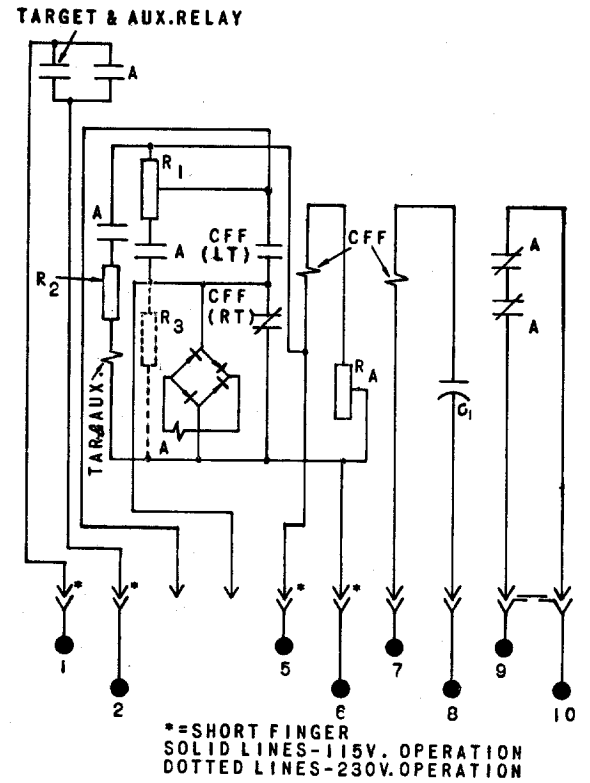 TARGET & AUX.RELAY
A
R1
A
CFF
(LT)
A
CFF
R2
CFF
(RT)
R3
RA
TAR&AUX.
A
C1
A
A
*
*
*
*
1
2
5
6
7
8
9
10
*=SHORT FINGER
SOLID LINES-115V. OPERATION
DOTTED LINES-230V.OPERATION